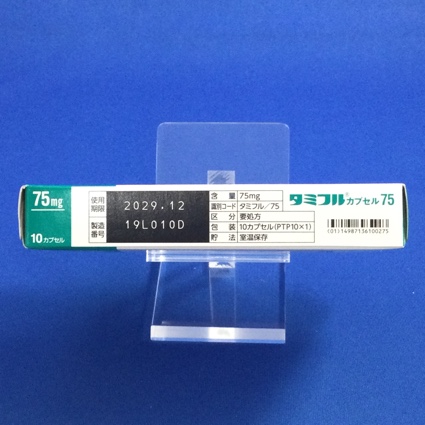 75mg
10カプセル
使用期限 2029.12
製造番号 19L010D
含量 75mg
識別コード タミフル/75
区分 要処方
包装 10カプセル(PTP10×1)
貯法 室温保存
タミフル®カプセル75
(01)14987136100275